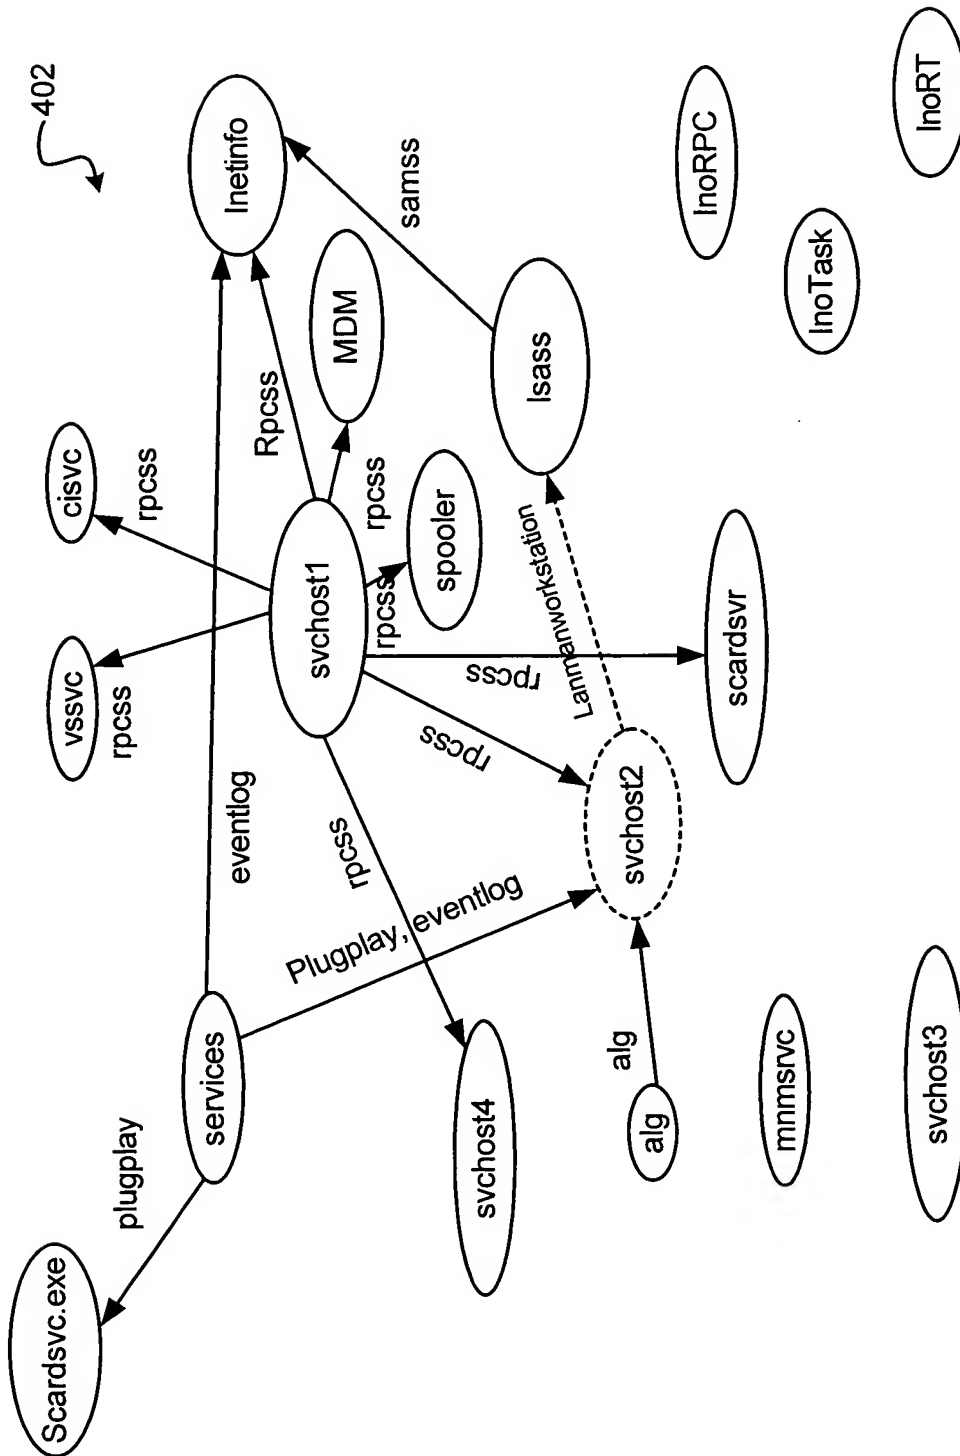 402
Scardsvc.exe
plugplay
services
eventlog
vssvc
rpcss
cisvc
rpcss
Inetinfo
svchost1
Rpcss
MDM
rpcss
spooler
rpcss
rpcss
rpcss
rpcss
Plugplay, eventlog
samss
lsass
Lanmanworkstation
svchost4
svchost2
alg
alg
scardsvr
InoRPC
mnmsrvc
InoTask
svchost3
InoRT